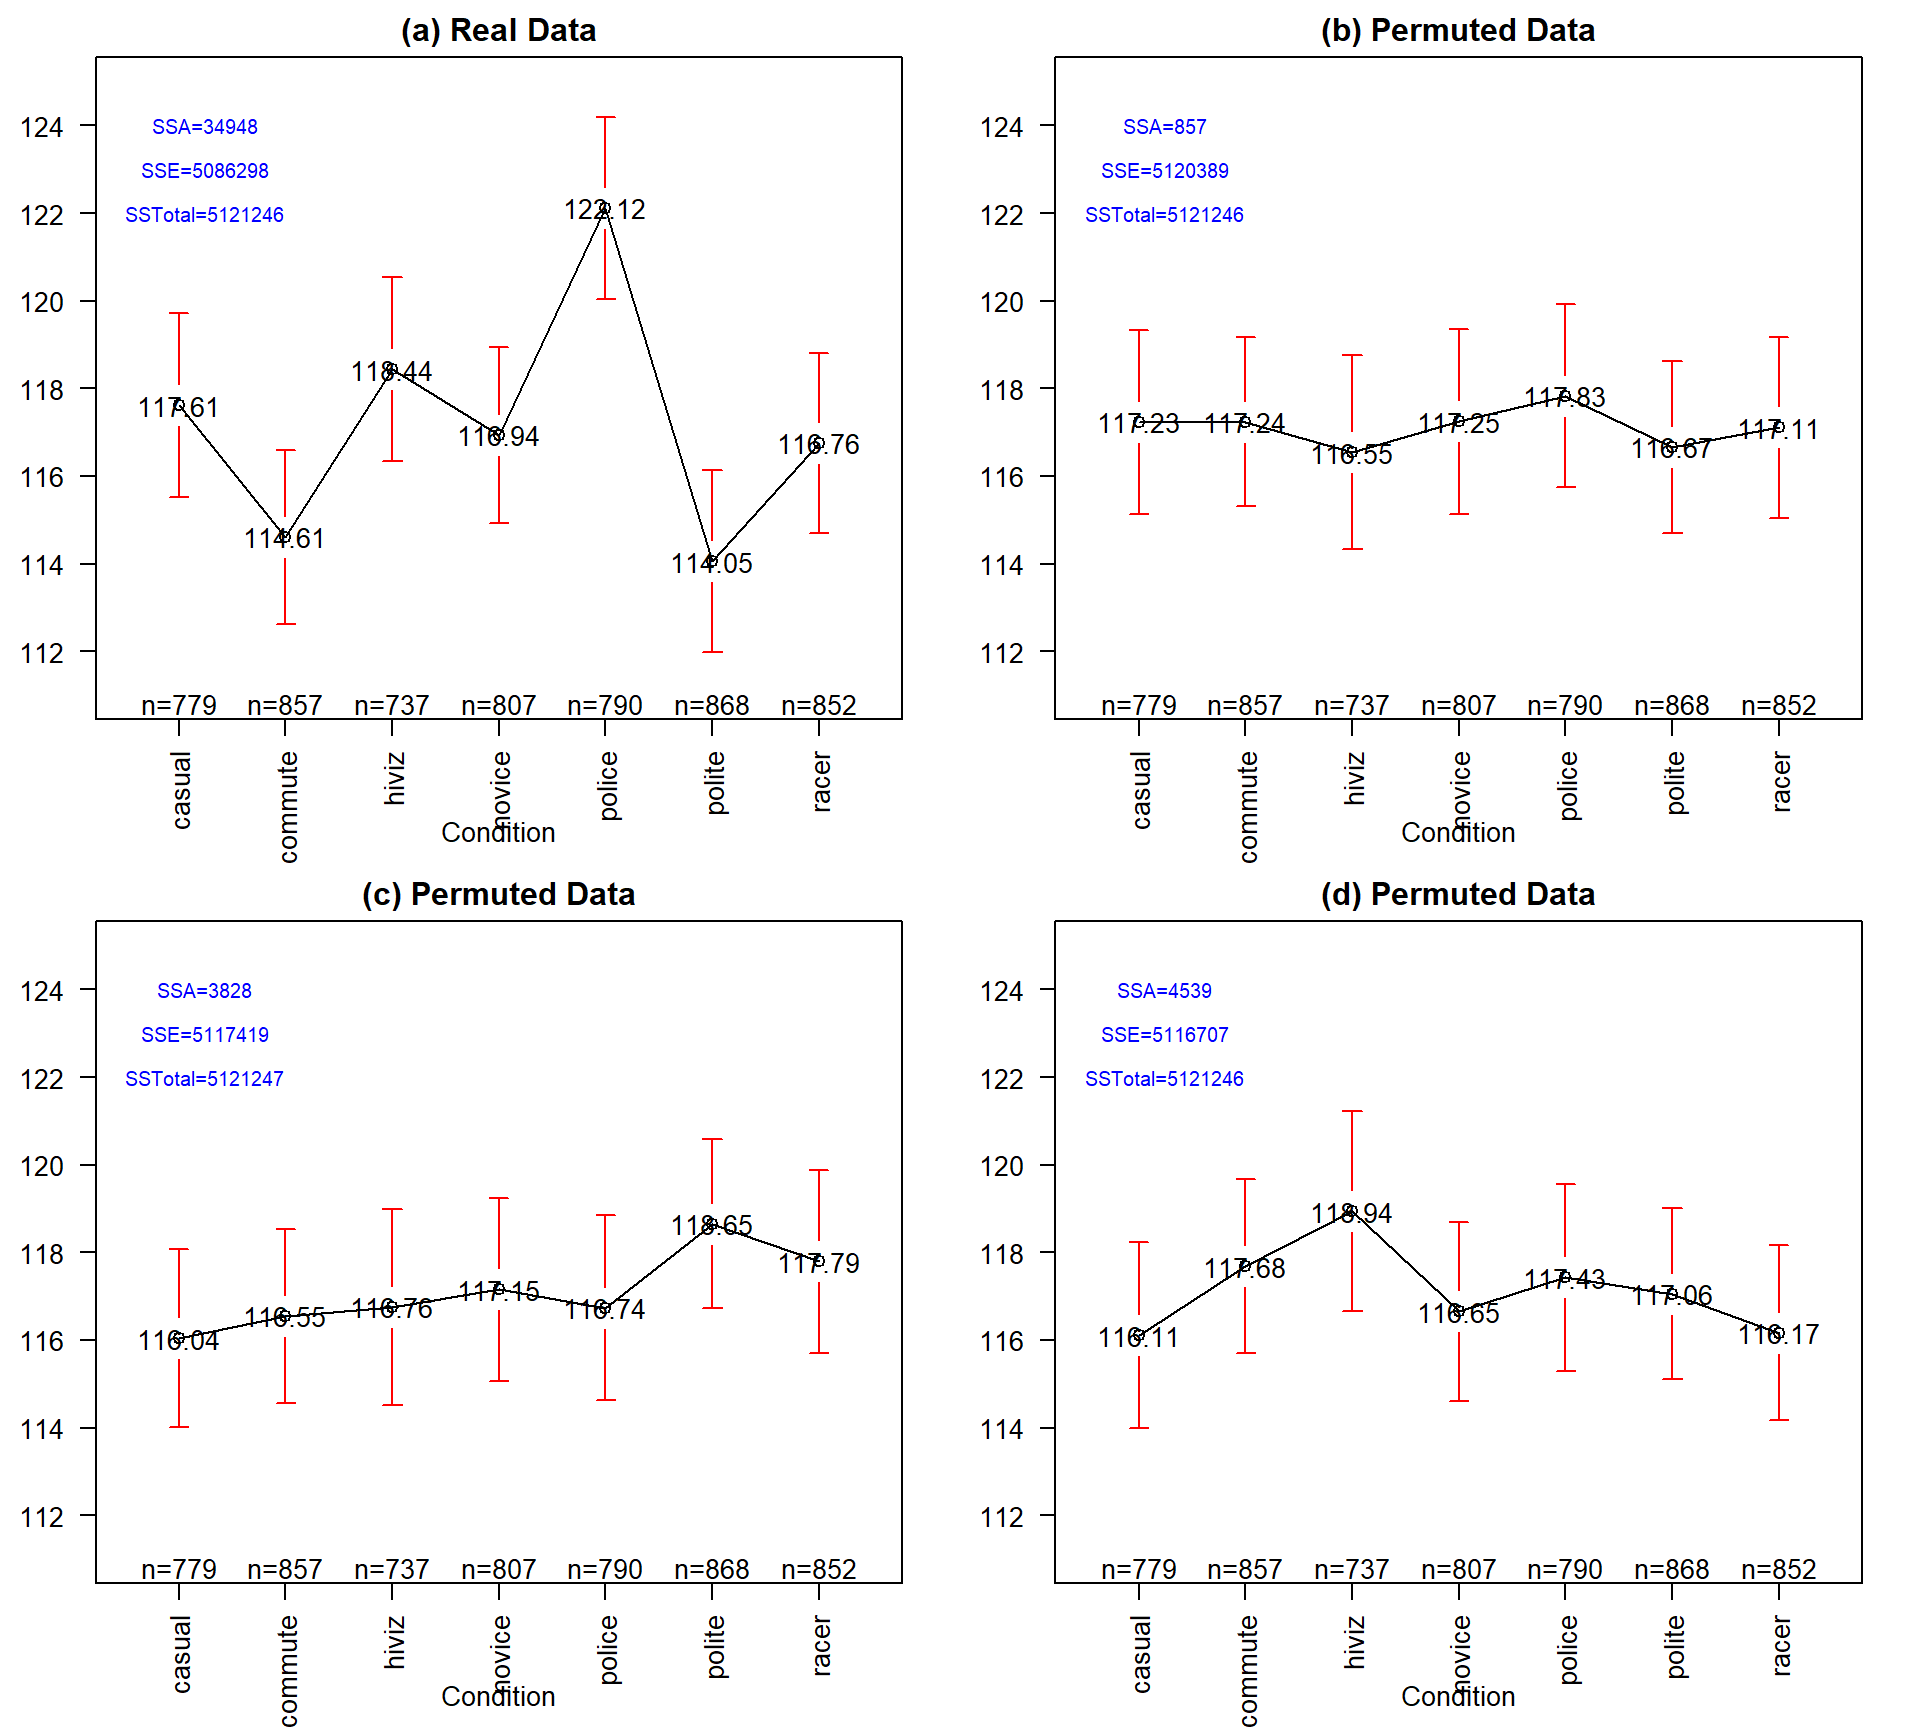 (a) Real Data
124
122
120
118
116
114
112
SSA=34948
SSE=5086298
SSTotal=5121246
117.61
114.61
118.44
116.94
122.12
114.05
116.76
n=779 n=857 n=737 n=807 n=790 n=868 n=852
casual commute hiviz novice police polite racer
Condition
(b) Permuted Data
124
122
120
118
116
114
112
SSA=857
SSE=5120389
SSTotal=5121246
117.23
117.24
116.55
117.25
117.83
116.67
117.11
n=779 n=857 n=737 n=807 n=790 n=868 n=852
casual commute hiviz novice police polite racer
Condition
(c) Permuted Data
124
122
120
118
116
114
112
SSA=3828
SSE=5117419
SSTotal=5121247
116.04
116.55
116.76
117.15
116.74
118.65
117.79
n=779 n=857 n=737 n=807 n=790 n=868 n=852
casual commute hiviz novice police polite racer
Condition
(d) Permuted Data
124
122
120
118
116
114
112
SSA=4539
SSE=5116707
SSTotal=5121246
116.11
117.68
118.94
116.65
117.43
117.06
116.17
n=779 n=857 n=737 n=807 n=790 n=868 n=852
casual commute hiviz novice police polite racer
Condition